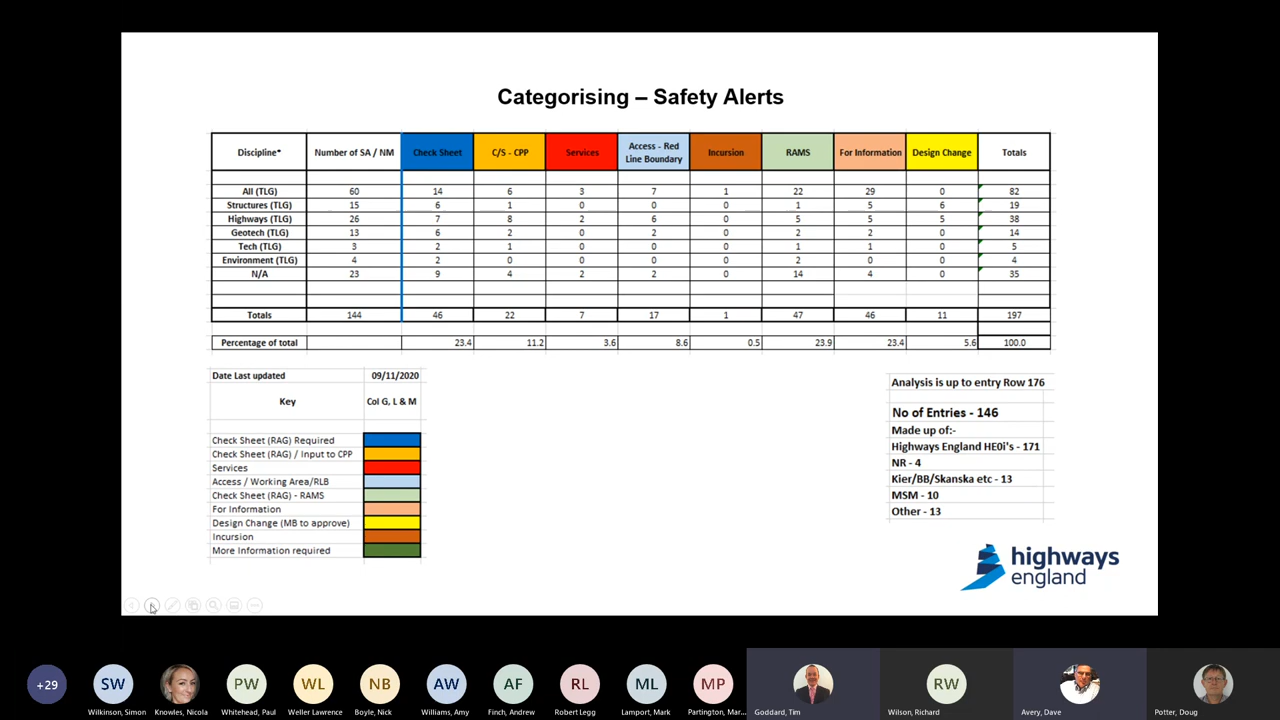 Categorising – Safety Alerts
Discipline* Number of SA / NM Check Sheet C/S - CPP Services Access - Red Line Boundary Incursion RAMS For Information Design Change Totals
All (TLG) 60 14 6 3 7 1 22 29 0 82
Structures (TLG) 15 6 1 0 0 0 1 5 6 19
Highways (TLG) 26 7 8 2 6 0 5 5 5 38
Geotech (TLG) 13 6 2 0 2 0 2 2 0 14
Tech (TLG) 3 2 1 0 0 0 1 1 0 5
Environment (TLG) 4 2 0 0 0 0 2 0 0 4
N/A 23 9 4 2 2 0 14 4 0 35
Totals 144 46 22 7 17 1 47 46 11 197
Percentage of total 23.4 11.2 3.6 8.6 0.5 23.9 23.4 5.6 100.0
Date Last updated 09/11/2020
Key Col G, L & M
Check Sheet (RAG) Required
Check Sheet (RAG) / Input to CPP
Services
Access / Working Area/RLB
Check Sheet (RAG) - RAMS
For Information
Design Change (MB to approve)
Incursion
More Information required
Analysis is up to entry Row 176
No of Entries - 146
Made up of:-
Highways England HE0i's - 171
NR - 4
Kier/BB/Skanska etc - 13
MSM - 10
Other - 13
highways
england
+29 SW PW WL NB AW AF RL ML MP RW
Wilkinson, Simon Knowles, Nicola Whitehead, Paul Weller Lawrence Boyle, Nick Williams, Amy Finch, Andrew Robert Legg Lamport, Mark Partington, Mar... Goddard, Tim Wilson, Richard Avery, Dave Potter, Doug